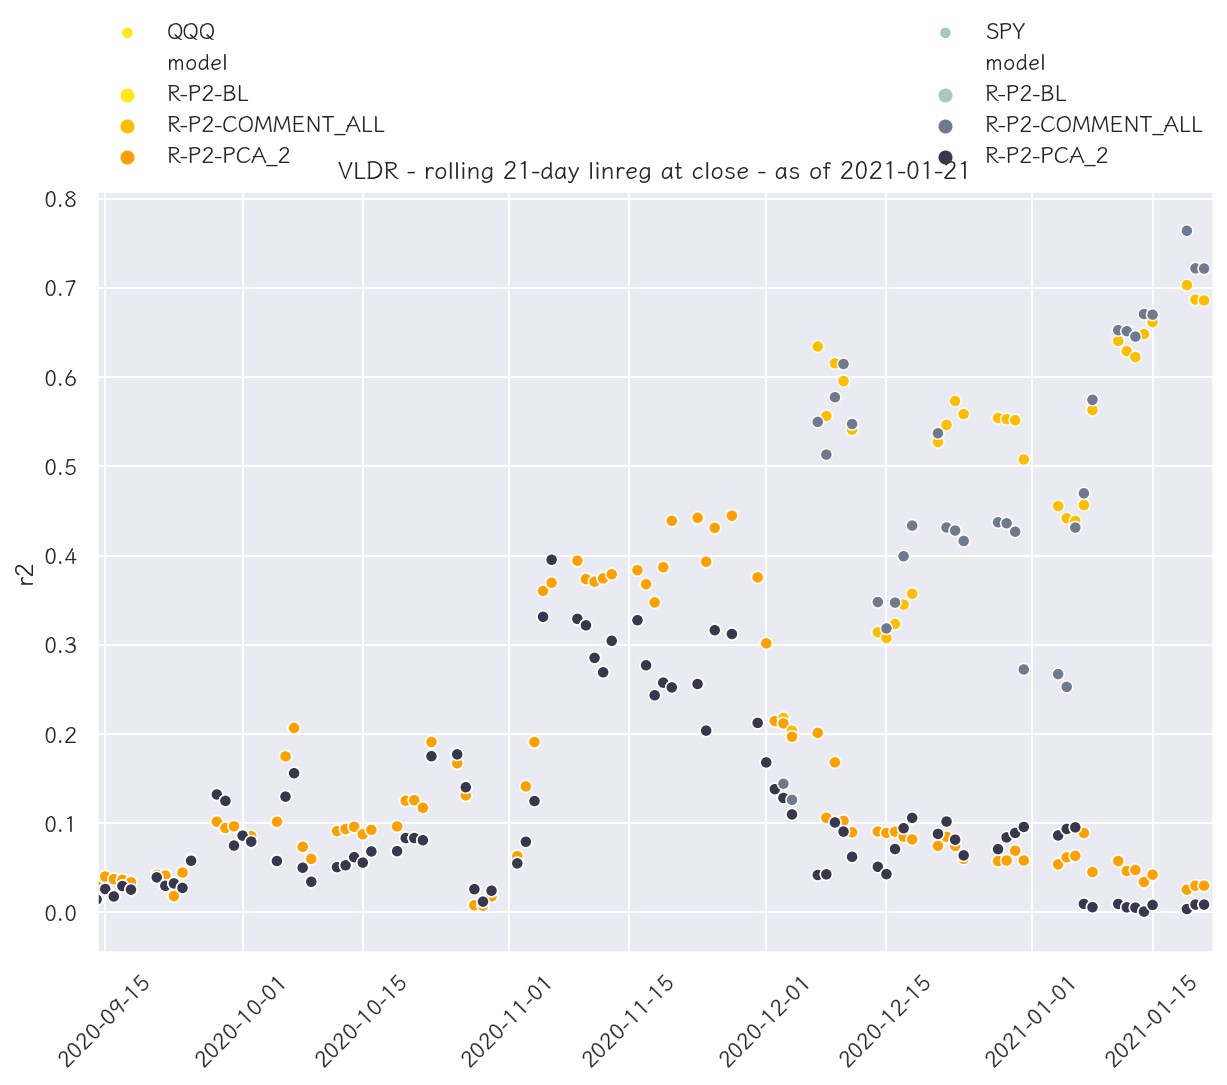 QQQ
model
R-P2-BL
R-P2-COMMENT_ALL
R-P2-PCA_2
SPY
model
R-P2-BL
R-P2-COMMENT_ALL
R-P2-PCA_2
VLDR - rolling 21-day linreg at close - as of 2021-01-21
0.8
0.7
0.6
0.5
0.4
0.3
0.2
0.1
0.0
r2
2020-09-15
2020-10-01
2020-10-15
2020-11-01
2020-11-15
2020-12-01
2020-12-15
2021-01-01
2021-01-15